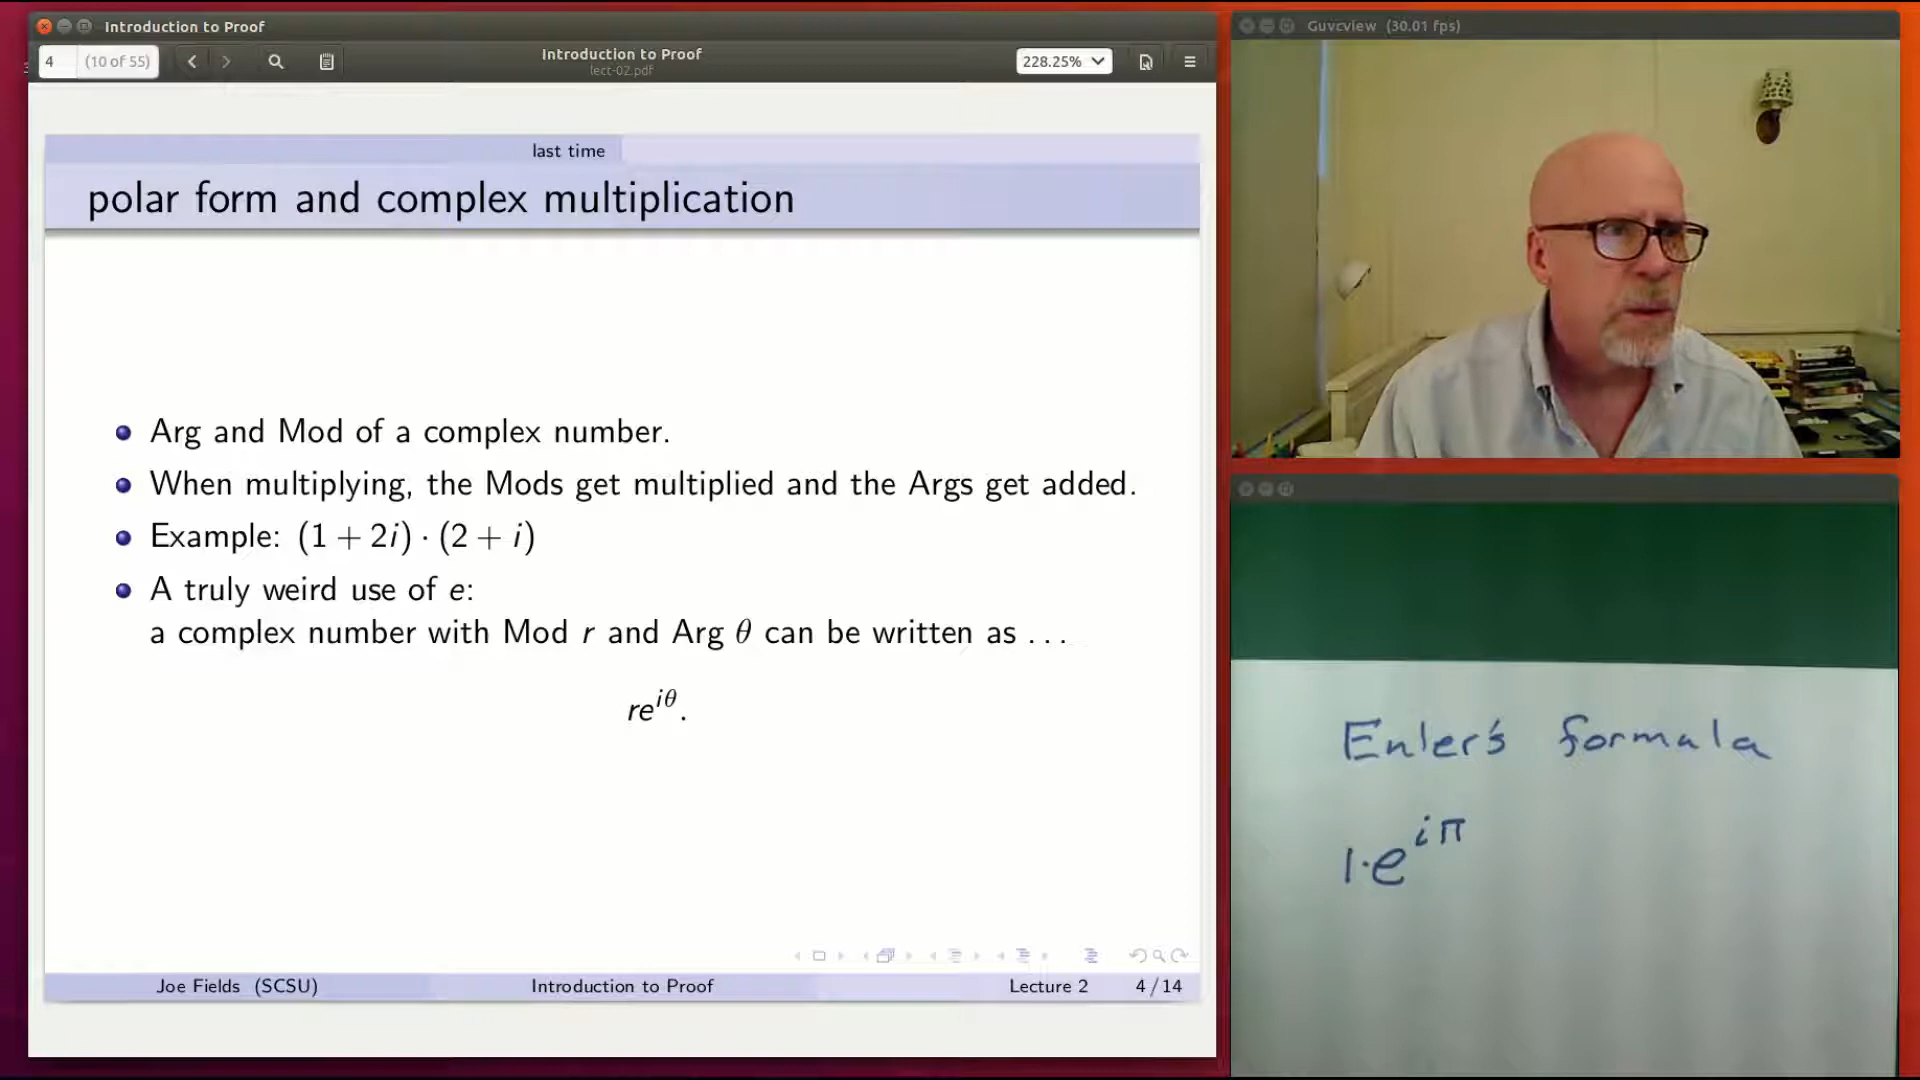 Introduction to Proof
4 (10 of 55)
Introduction to Proof
lect-02.pdf
228.25%
last time
polar form and complex multiplication
Arg and Mod of a complex number.
When multiplying, the Mods get multiplied and the Args get added.
Example: (1 + 2i) · (2 + i)
A truly weird use of e:
a complex number with Mod r and Arg θ can be written as . . .
re^{iθ}.
Joe Fields (SCSU) Introduction to Proof Lecture 2 4 / 14
Guvcview (30.01 fps)
Euler's formula
1·e^{iπ}